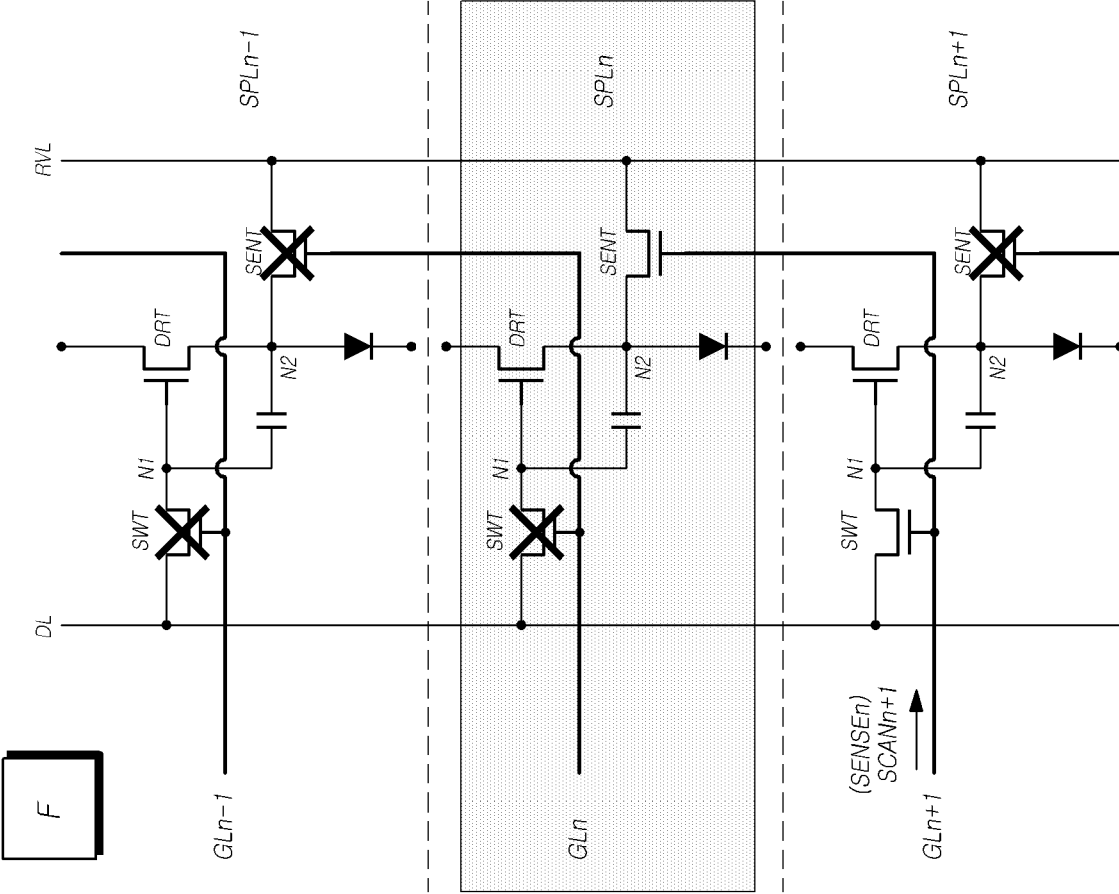 F
DL
RVL
SWT
N1
DRT
N2
SENT
SPLn-1
GLn-1
SWT
N1
DRT
N2
SENT
SPLn
GLn
SWT
N1
DRT
N2
SENT
SPLn+1
(SENSEn)
SCANn+1
GLn+1